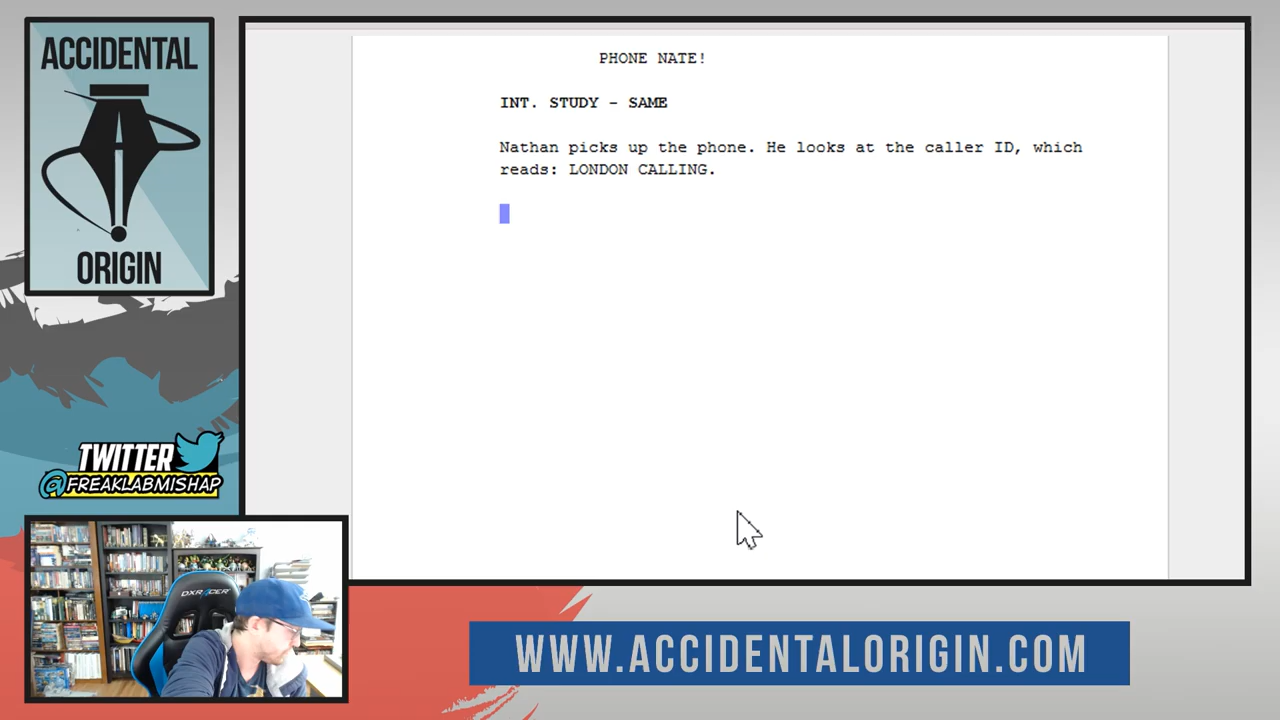 ACCIDENTAL
ORIGIN
PHONE NATE!
INT. STUDY - SAME
Nathan picks up the phone. He looks at the caller ID, which
reads: LONDON CALLING.
TWITTER
@FREAKLABMISHAP
DXRACER
WWW.ACCIDENTALORIGIN.COM